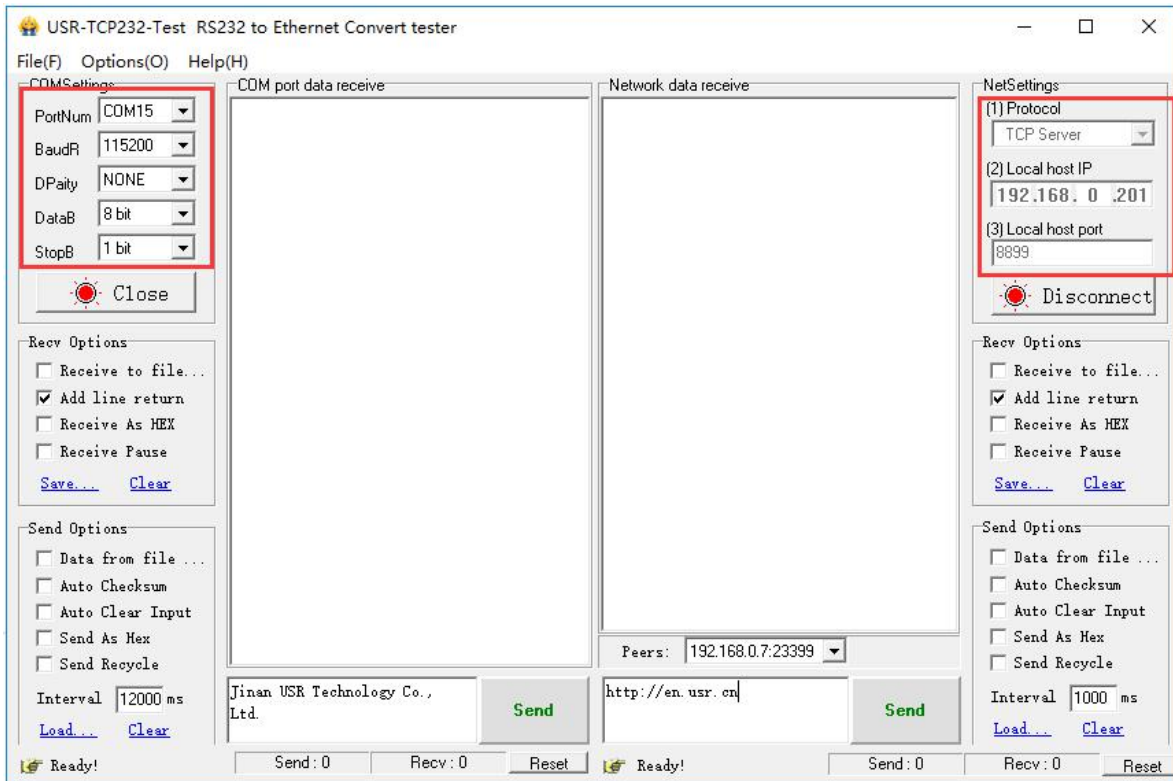 USR-TCP232-Test RS232 to Ethernet Convert tester
File(F) Options(O) Help(H)
COMSettings
PortNum COM15
BaudR 115200
DPaity NONE
DataB 8 bit
StopB 1 bit
Close
Recv Options
Receive to file...
Add line return
Receive As HEX
Receive Pause
Save... Clear
Send Options
Data from file ...
Auto Checksum
Auto Clear Input
Send As Hex
Send Recycle
Interval 12000 ms
Load... Clear
Ready!
COM port data receive
Jinan USR Technology Co.,
Ltd.
Send
Send : 0 Recv : 0 Reset
Network data receive
Peers: 192.168.0.7:23399
http://en.usr.cn
Send
Ready! Send : 0 Recv : 0 Reset
NetSettings
(1) Protocol
TCP Server
(2) Local host IP
192.168. 0 .201
(3) Local host port
8899
Disconnect
Recv Options
Receive to file...
Add line return
Receive As HEX
Receive Pause
Save... Clear
Send Options
Data from file ...
Auto Checksum
Auto Clear Input
Send As Hex
Send Recycle
Interval 1000 ms
Load... Clear